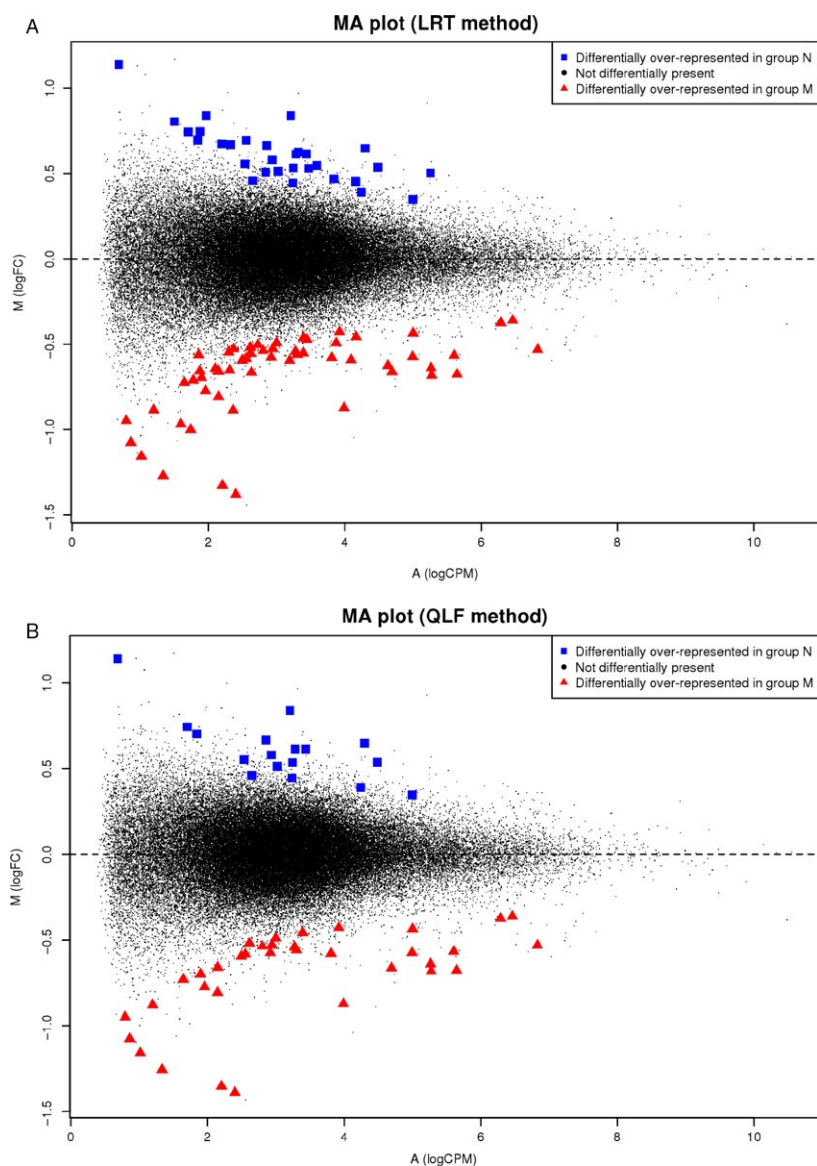 A
MA plot (LRT method)
Differentially over-represented in group N
Not differentially present
Differentially over-represented in group M
M (logFC)
1.0
0.5
0.0
−0.5
−1.0
−1.5
0 2 4 6 8 10
A (logCPM)
B
MA plot (QLF method)
Differentially over-represented in group N
Not differentially present
Differentially over-represented in group M
M (logFC)
1.0
0.5
0.0
−0.5
−1.0
−1.5
0 2 4 6 8 10
A (logCPM)